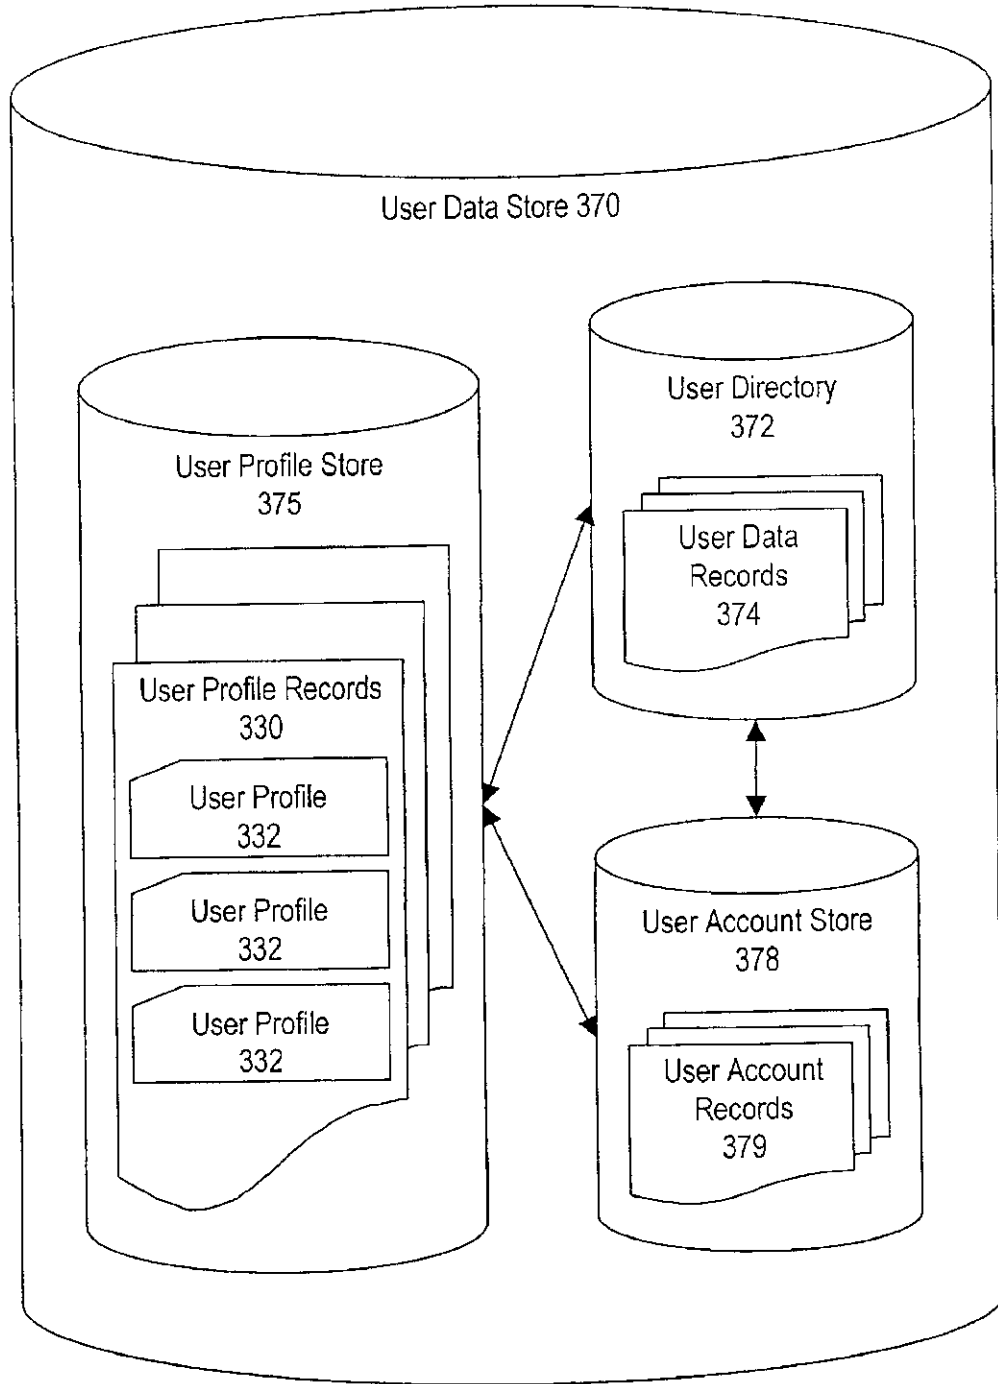 User Data Store 370
User Profile Store
375
User Profile Records
330
User Profile
332
User Profile
332
User Profile
332
User Directory
372
User Data
Records
374
User Account Store
378
User Account
Records
379